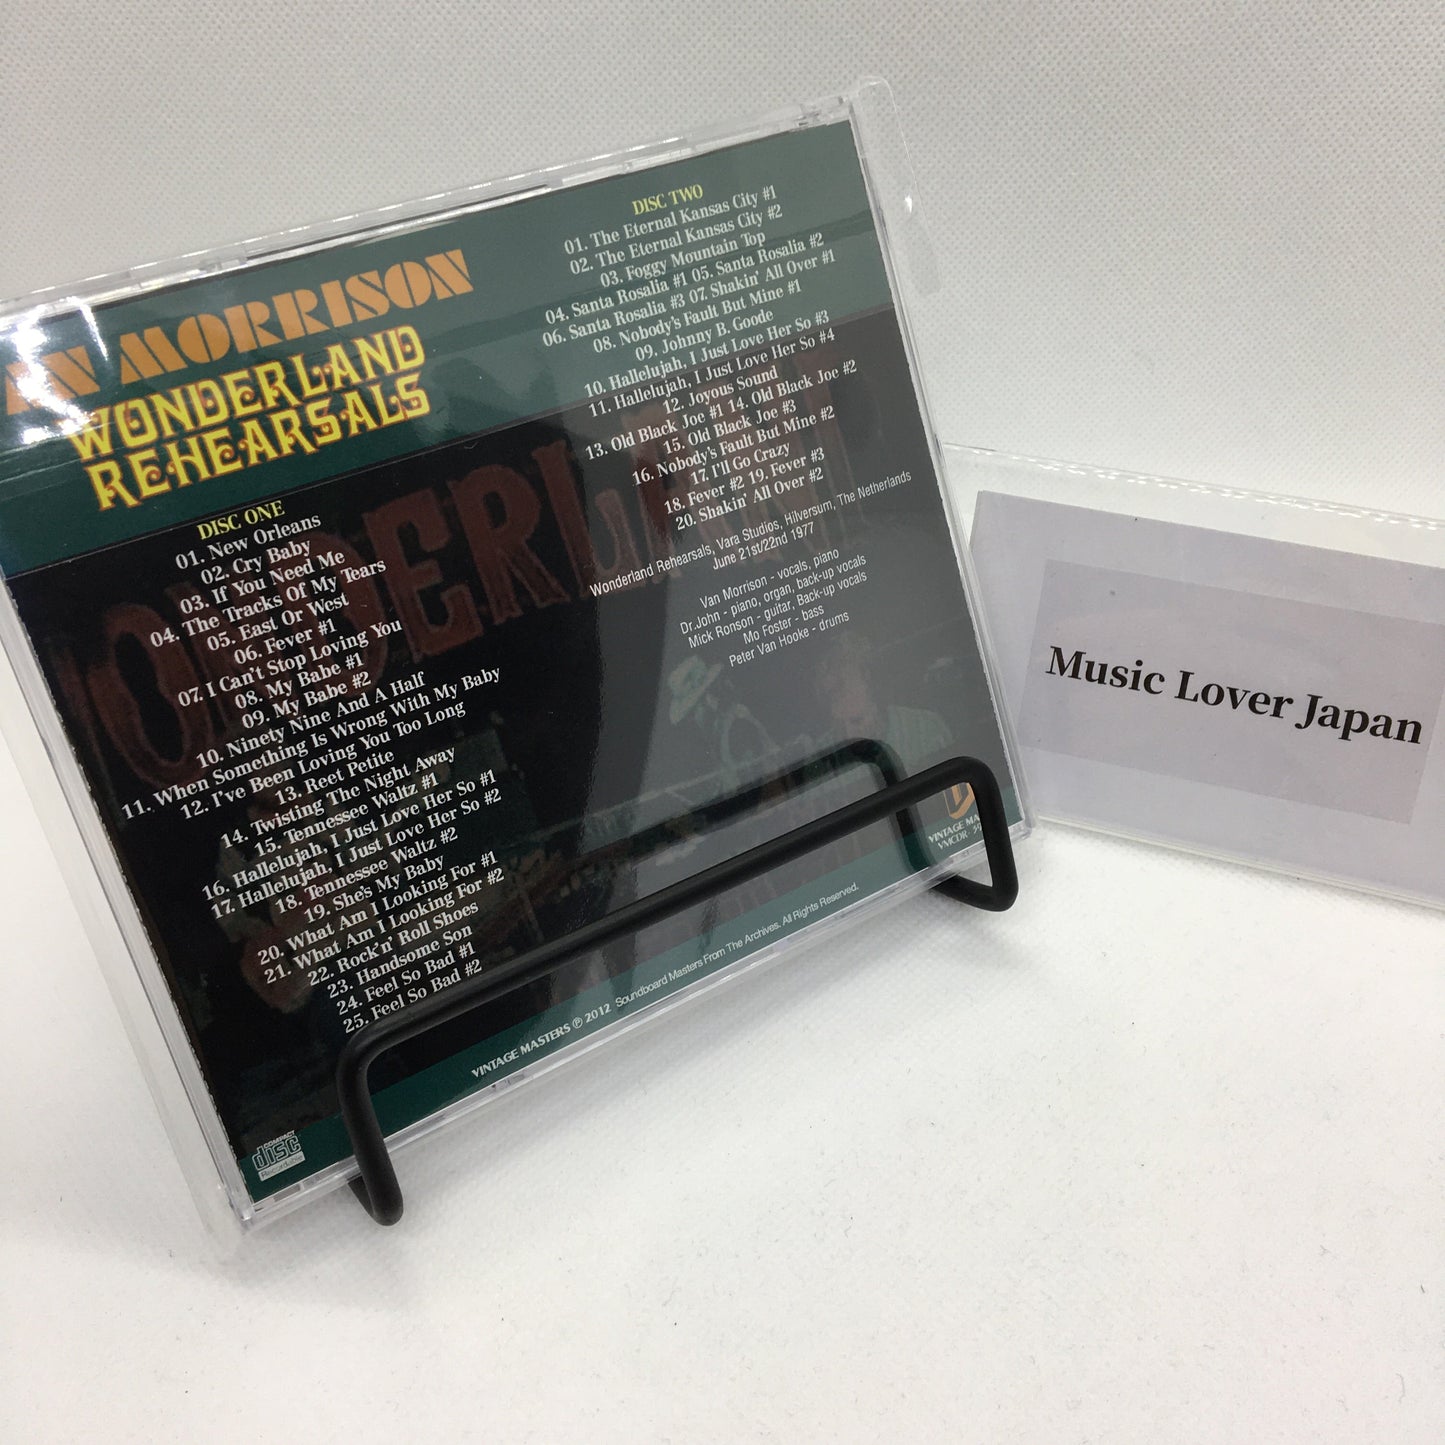 AN MORRISON
WONDERLAND
REHEARSALS
DISC ONE
01. New Orleans
02. Cry Baby
03. If You Need Me
04. The Tracks Of My Tears
05. East Or West
06. Fever #1
07. I Can't Stop Loving You
08. My Babe #1
09. My Babe #2
10. Ninety Nine And A Half
11. When Something Is Wrong With My Baby
12. I've Been Loving You Too Long
13. Reet Petite
14. Twisting The Night Away
15. Tennessee Waltz #1
16. Hallelujah, I Just Love Her So #1
17. Hallelujah, I Just Love Her So #2
18. Tennessee Waltz #2
19. She's My Baby
20. What Am I Looking For #1
21. What Am I Looking For #2
22. Rock'n' Roll Shoes
23. Handsome Son
24. Feel So Bad #1
25. Feel So Bad #2
DISC TWO
01. The Eternal Kansas City #1
02. The Eternal Kansas City #2
03. Foggy Mountain Top
04. Santa Rosalia #1 05. Santa Rosalia #2
06. Santa Rosalia #3 07. Shakin' All Over #1
08. Nobody's Fault But Mine #1
09. Johnny B. Goode
10. Hallelujah, I Just Love Her So #3
11. Hallelujah, I Just Love Her So #4
12. Joyous Sound
13. Old Black Joe #1 14. Old Black Joe #2
15. Old Black Joe #3
16. Nobody's Fault But Mine #2
17. I'll Go Crazy
18. Fever #2 19. Fever #3
20. Shakin' All Over #2
Wonderland Rehearsals, Vara Studios, Hilversum, The Netherlands
June 21st/22nd 1977
Van Morrison - vocals, piano
Dr.John - piano, organ, back-up vocals
Mick Ronson - guitar, Back-up vocals
Mo Foster - bass
Peter Van Hooke - drums
ONDERLAN
VINTAGE MA
VMCDR-
VINTAGE MASTERS ℗ 2012 Soundboard Masters From The Archives. All Rights Reserved.
COMPACT
disc
Recordable
Music Lover Japan